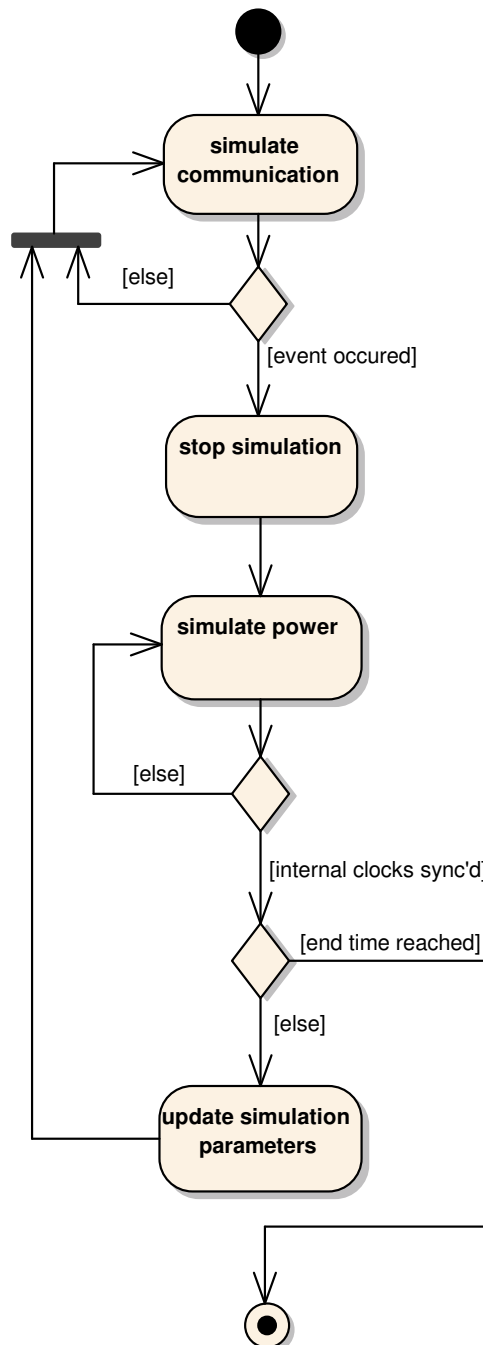 simulate
communication
[else]
[event occured]
stop simulation
simulate power
[else]
[internal clocks sync'd]
[end time reached]
[else]
update simulation
parameters